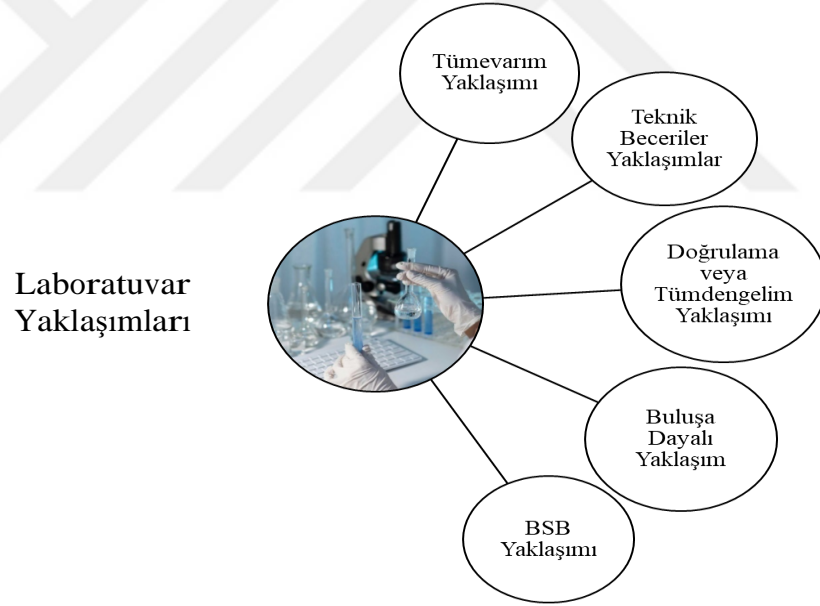 Laboratuvar
Yaklaşımları
Tümevarım
Yaklaşımı
Teknik
Beceriler
Yaklaşımlar
Doğrulama
veya
Tümdengelim
Yaklaşımı
Buluşa
Dayalı
Yaklaşım
BSB
Yaklaşımı